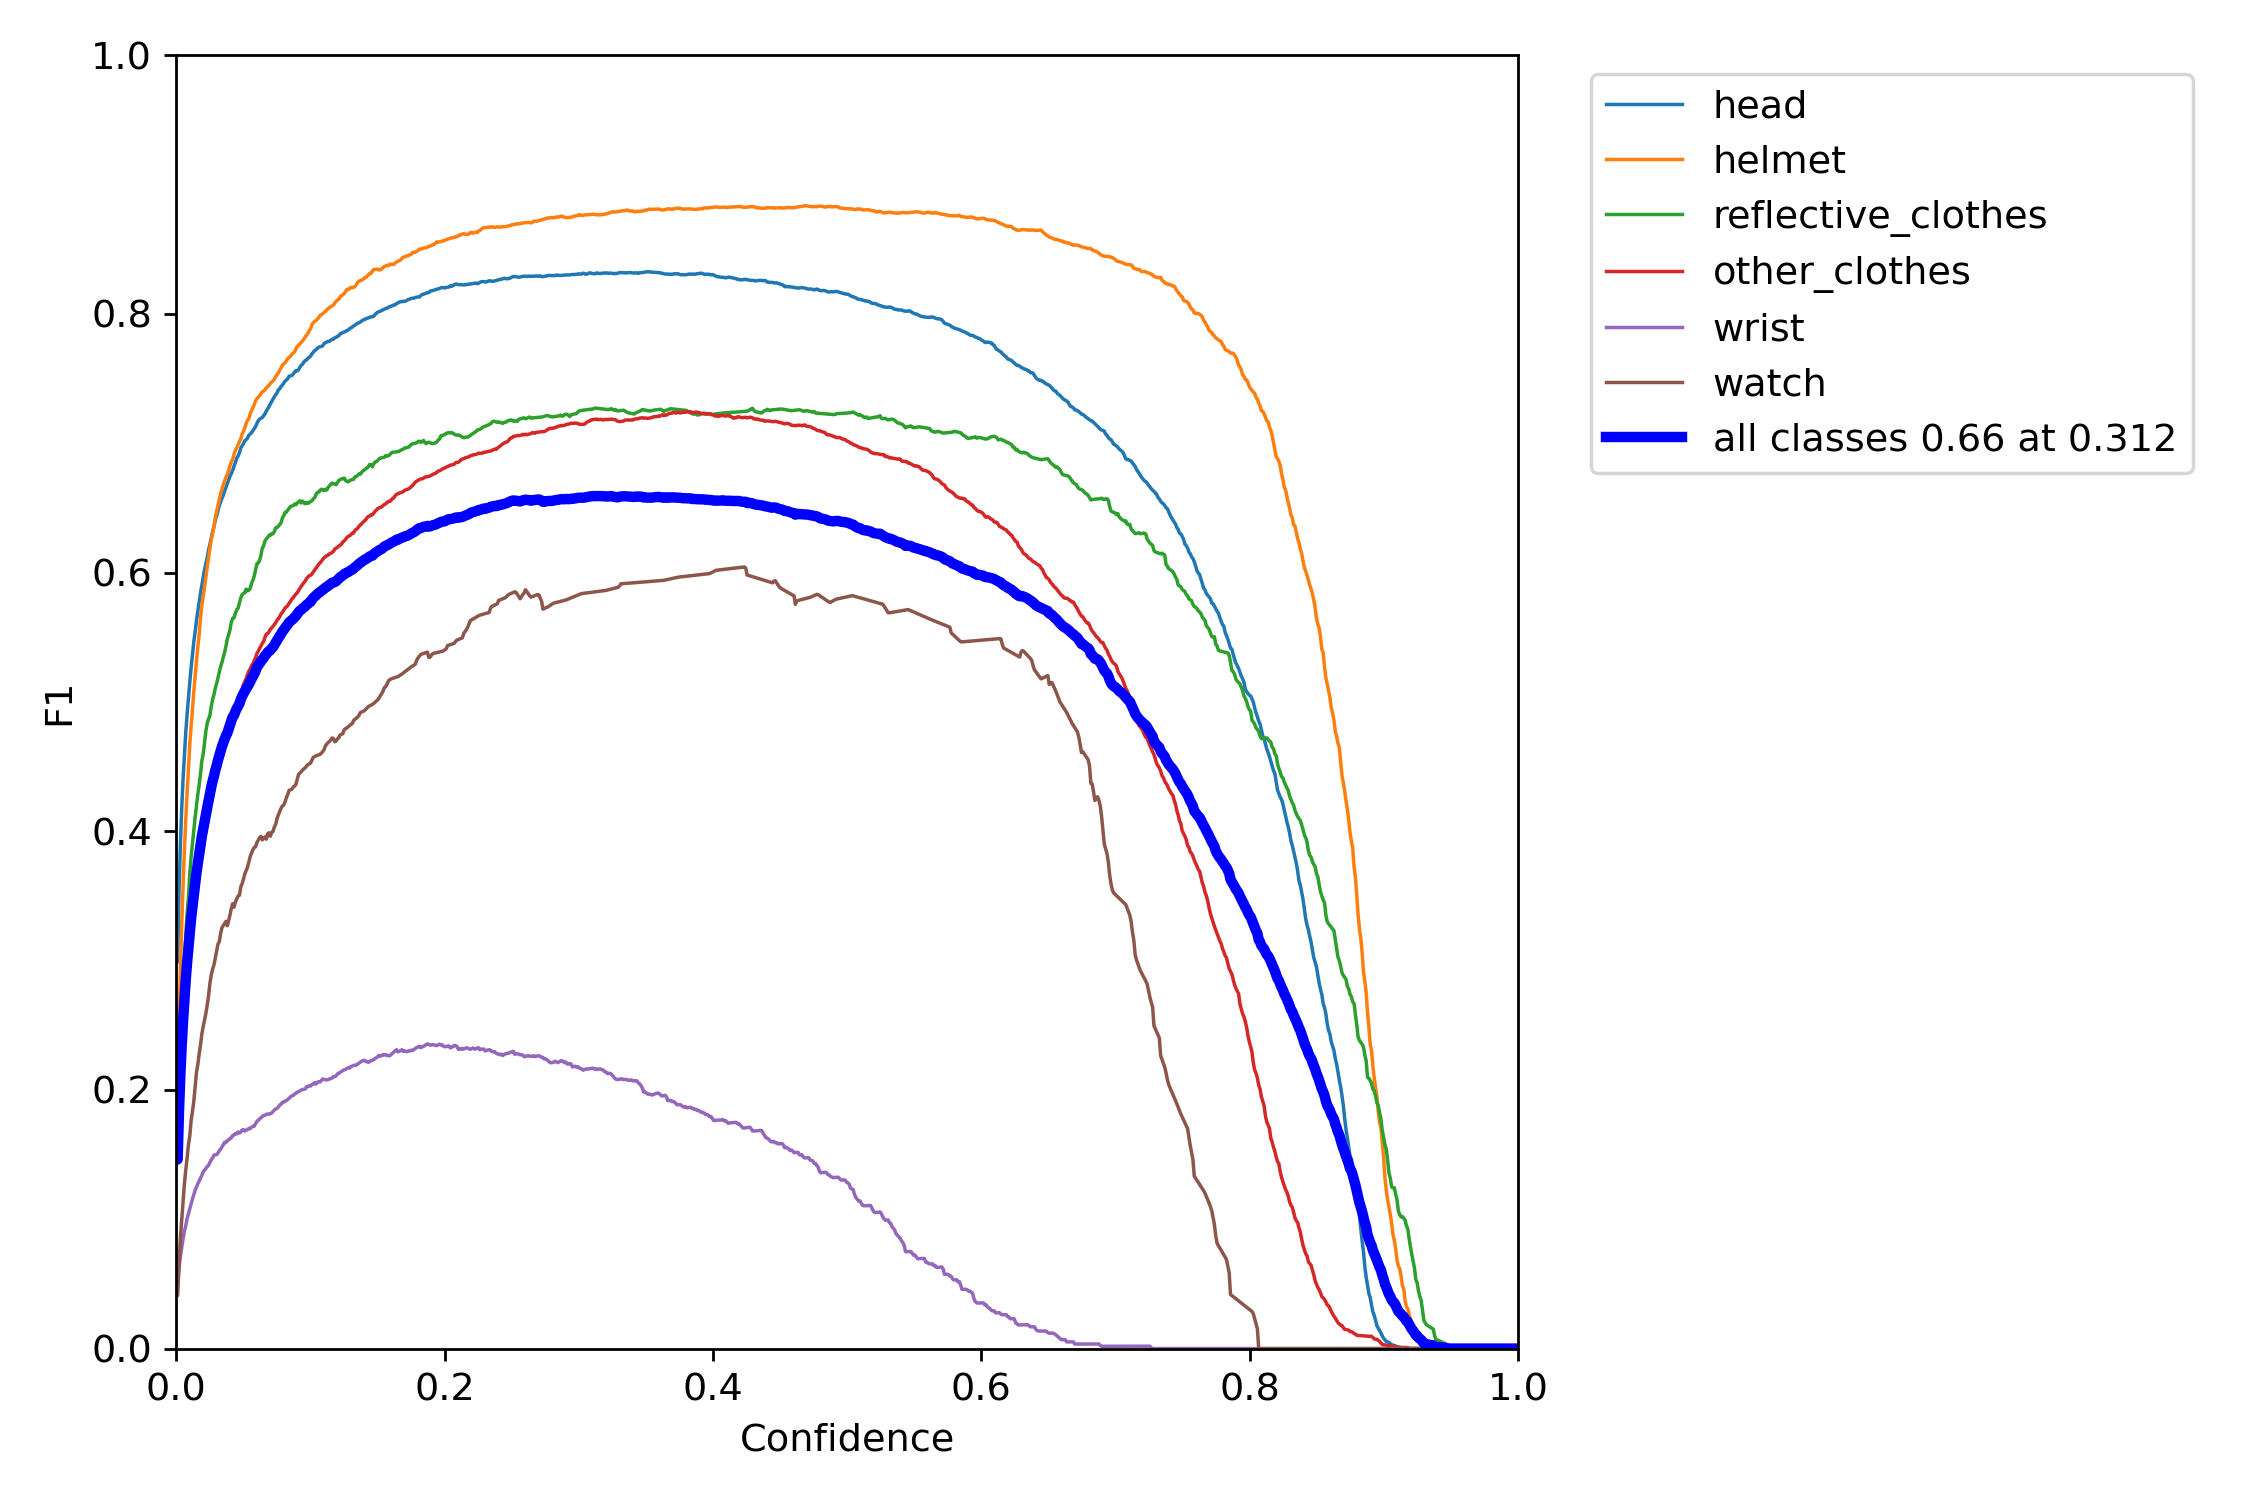 1.0
0.8
0.6
0.4
0.2
0.0
F1
0.0 0.2 0.4 0.6 0.8 1.0
Confidence
head
helmet
reflective_clothes
other_clothes
wrist
watch
all classes 0.66 at 0.312